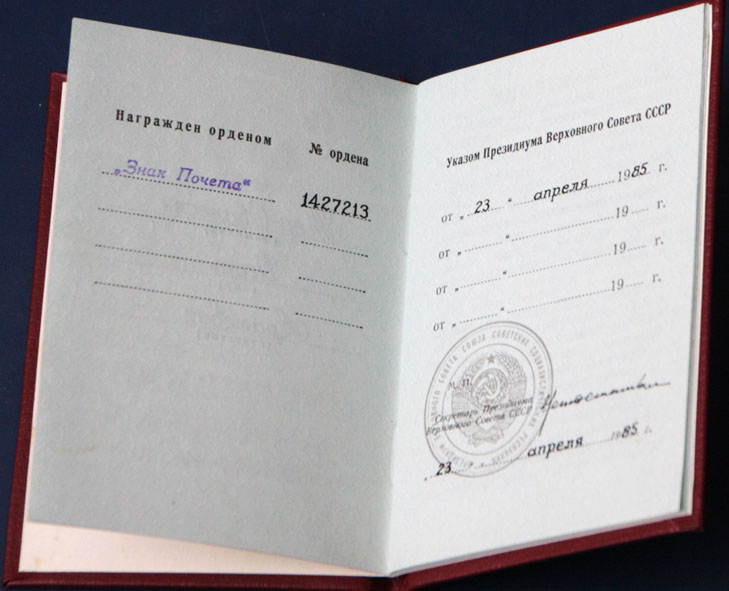 Награжден орденом
№ ордена
„Знак Почета“
1427213
Указом Президиума Верховного Совета СССР
от „ 23 “ апреля 1985 г.
от „ “ 19 г.
от „ “ 19 г.
от „ “ 19 г.
М. П.
Секретарь Президиума
Верховного Совета СССР
„ 23 “ апреля 1985 г.